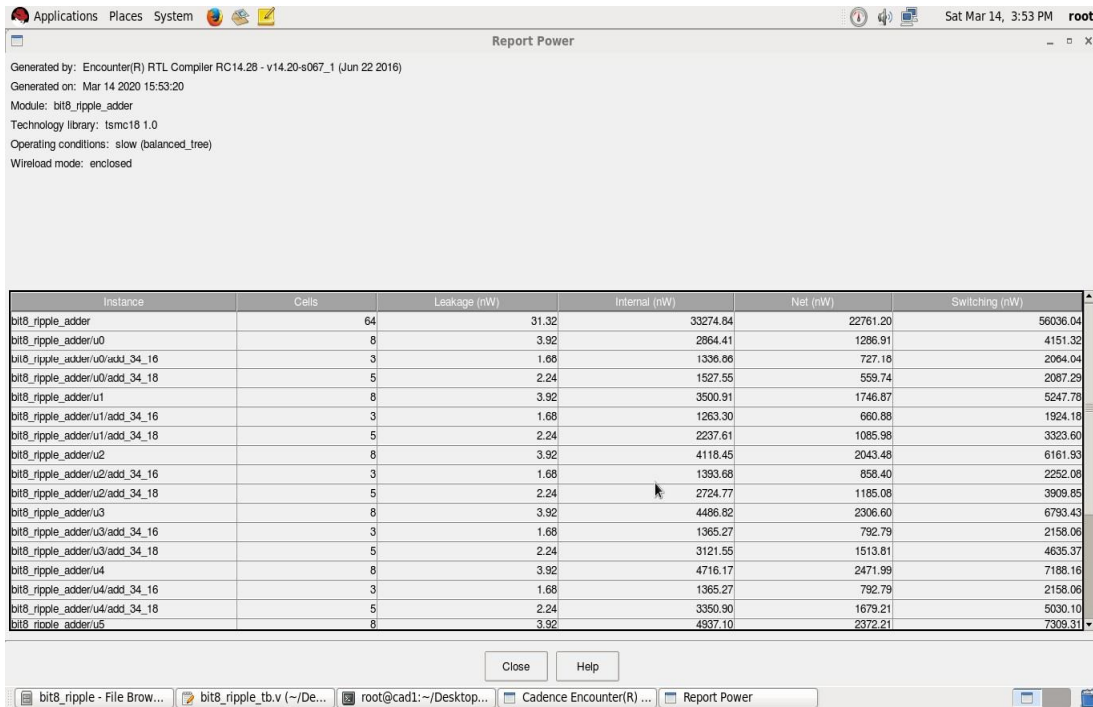 Applications Places System Sat Mar 14, 3:53 PM root
Report Power
Generated by: Encounter(R) RTL Compiler RC14.28 - v14.20-s067_1 (Jun 22 2016)
Generated on: Mar 14 2020 15:53:20
Module: bit8_ripple_adder
Technology library: tsmc18 1.0
Operating conditions: slow (balanced_tree)
Wireload mode: enclosed
Instance Cells Leakage (nW) Internal (nW) Net (nW) Switching (nW)
bit8_ripple_adder 64 31.32 33274.84 22761.20 56036.04
bit8_ripple_adder/u0 8 3.92 2864.41 1286.91 4151.32
bit8_ripple_adder/u0/add_34_16 3 1.68 1336.86 727.18 2064.04
bit8_ripple_adder/u0/add_34_18 5 2.24 1527.55 559.74 2087.29
bit8_ripple_adder/u1 8 3.92 3500.91 1746.87 5247.78
bit8_ripple_adder/u1/add_34_16 3 1.68 1263.30 660.88 1924.18
bit8_ripple_adder/u1/add_34_18 5 2.24 2237.61 1085.98 3323.60
bit8_ripple_adder/u2 8 3.92 4118.45 2043.48 6161.93
bit8_ripple_adder/u2/add_34_16 3 1.68 1393.68 858.40 2252.08
bit8_ripple_adder/u2/add_34_18 5 2.24 2724.77 1185.08 3909.85
bit8_ripple_adder/u3 8 3.92 4486.82 2306.60 6793.43
bit8_ripple_adder/u3/add_34_16 3 1.68 1365.27 792.79 2158.06
bit8_ripple_adder/u3/add_34_18 5 2.24 3121.55 1513.81 4635.37
bit8_ripple_adder/u4 8 3.92 4716.17 2471.99 7188.16
bit8_ripple_adder/u4/add_34_16 3 1.68 1365.27 792.79 2158.06
bit8_ripple_adder/u4/add_34_18 5 2.24 3350.90 1679.21 5030.10
bit8_ripple_adder/u5 8 3.92 4937.10 2372.21 7309.31
Close Help
bit8_ripple - File Brow... bit8_ripple_tb.v (~/De... root@cad1:~/Desktop... Cadence Encounter(R) ... Report Power